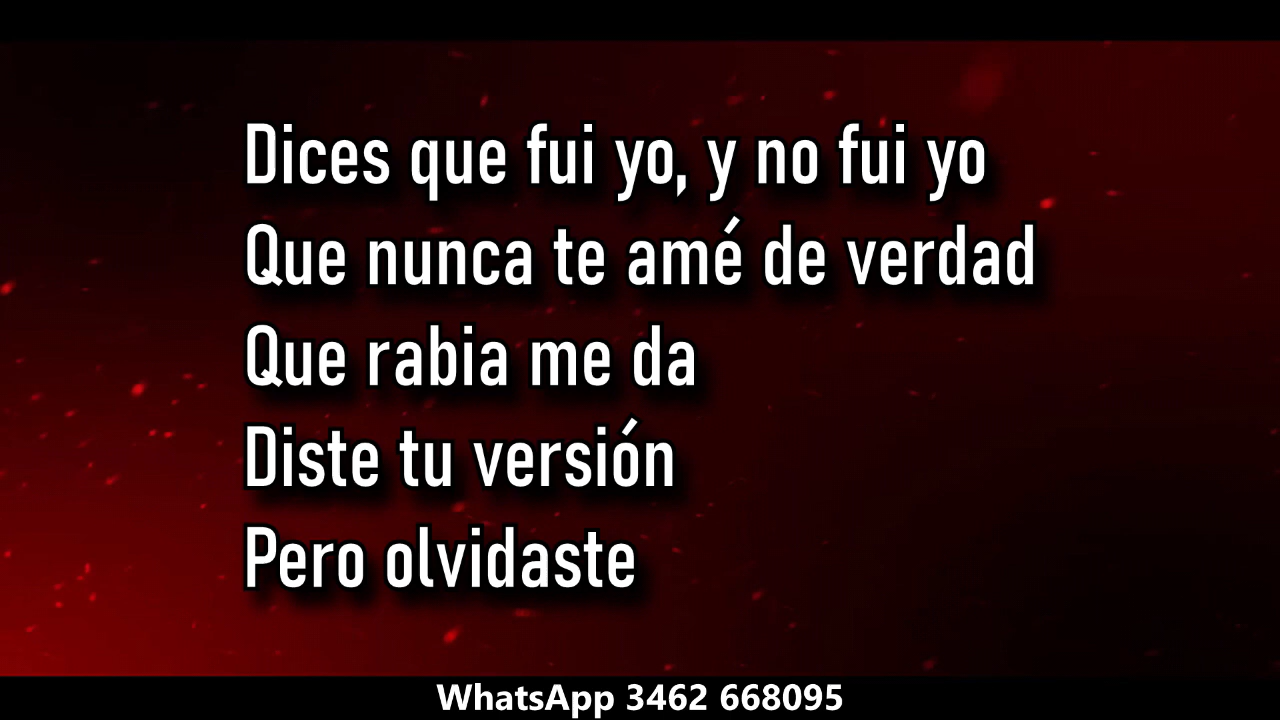 Dices que fui yo, y no fui yo
Que nunca te amé de verdad
Que rabia me da
Diste tu versión
Pero olvidaste
WhatsApp 3462 668095